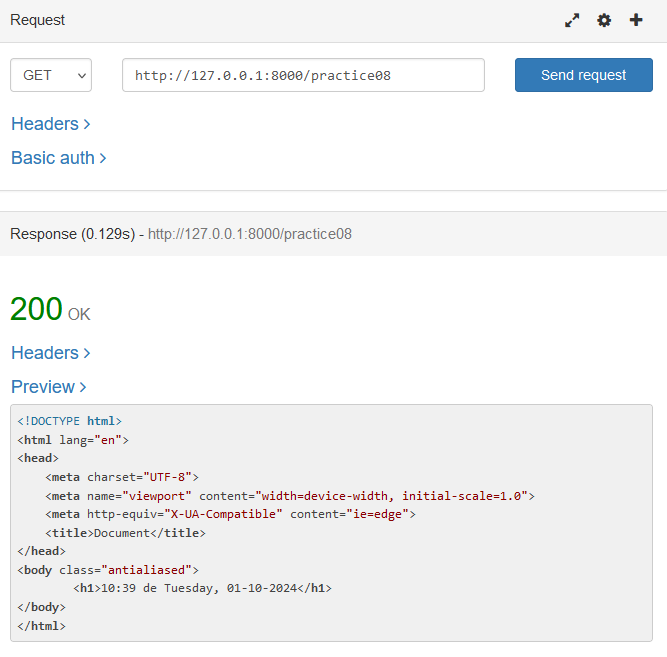 Request
GET http://127.0.0.1:8000/practice08 Send request
Headers
Basic auth
Response (0.129s) - http://127.0.0.1:8000/practice08
200 OK
Headers
Preview
<!DOCTYPE html>
<html lang="en">
<head>
    <meta charset="UTF-8">
    <meta name="viewport" content="width=device-width, initial-scale=1.0">
    <meta http-equiv="X-UA-Compatible" content="ie=edge">
    <title>Document</title>
</head>
<body class="antialiased">
        <h1>10:39 de Tuesday, 01-10-2024</h1>
</body>
</html>